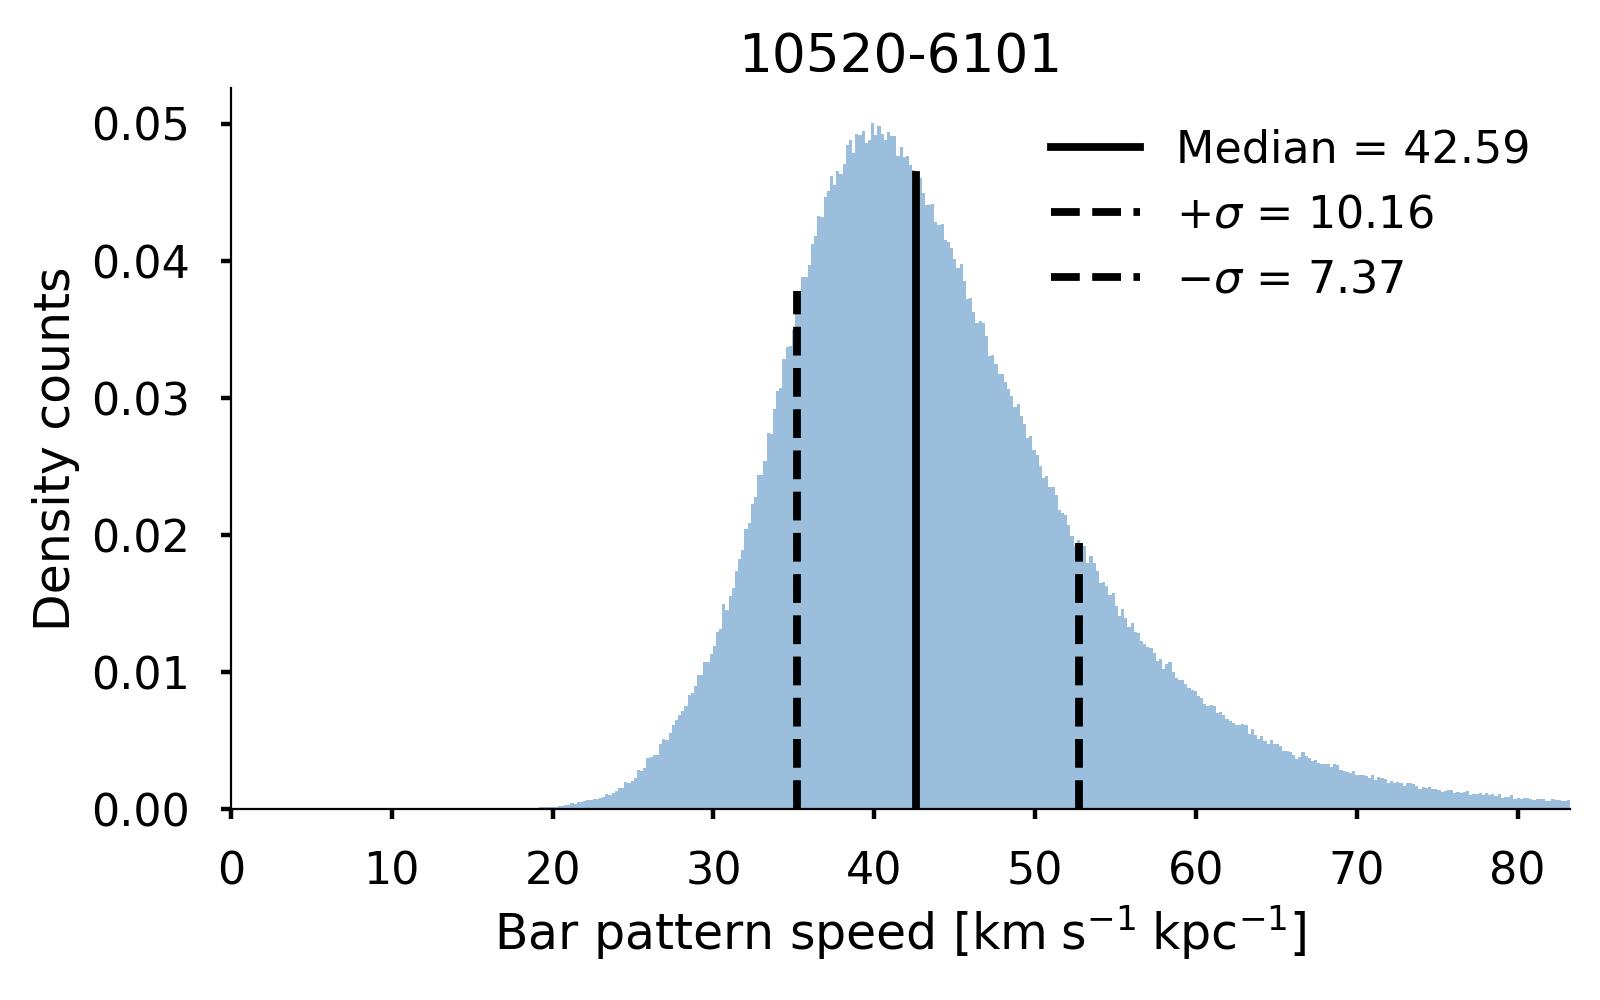 10520-6101
Median = 42.59
+σ = 10.16
−σ = 7.37
Density counts
0.05
0.04
0.03
0.02
0.01
0.00
0 10 20 30 40 50 60 70 80
Bar pattern speed [km s⁻¹ kpc⁻¹]